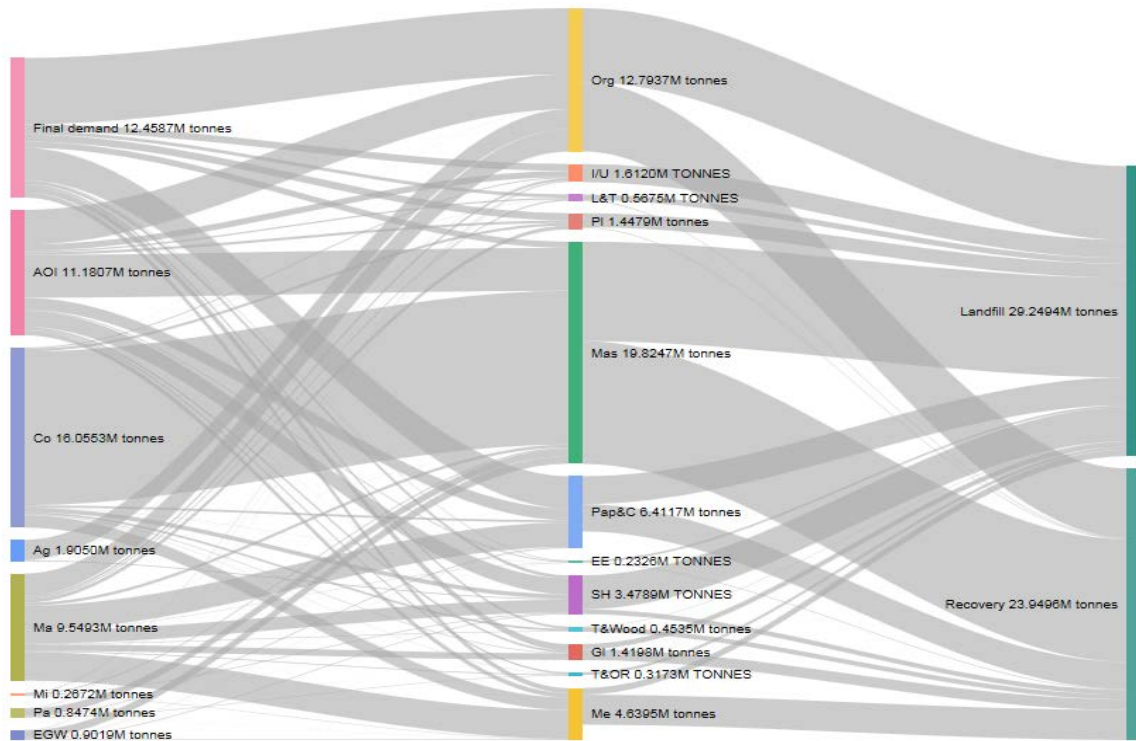 Final demand 12.4587M tonnes
AOI 11.1807M tonnes
Co 16.0553M tonnes
Ag 1.9050M tonnes
Ma 9.5493M tonnes
Mi 0.2672M tonnes
Pa 0.8474M tonnes
EGW 0.9019M tonnes
Org 12.7937M tonnes
I/U 1.6120M TONNES
L&T 0.5675M TONNES
Pl 1.4479M tonnes
Mas 19.8247M tonnes
Pap&C 6.4117M tonnes
EE 0.2326M TONNES
SH 3.4789M TONNES
T&Wood 0.4535M tonnes
Gl 1.4198M tonnes
T&OR 0.3173M TONNES
Me 4.6395M tonnes
Landfill 29.2494M tonnes
Recovery 23.9496M tonnes